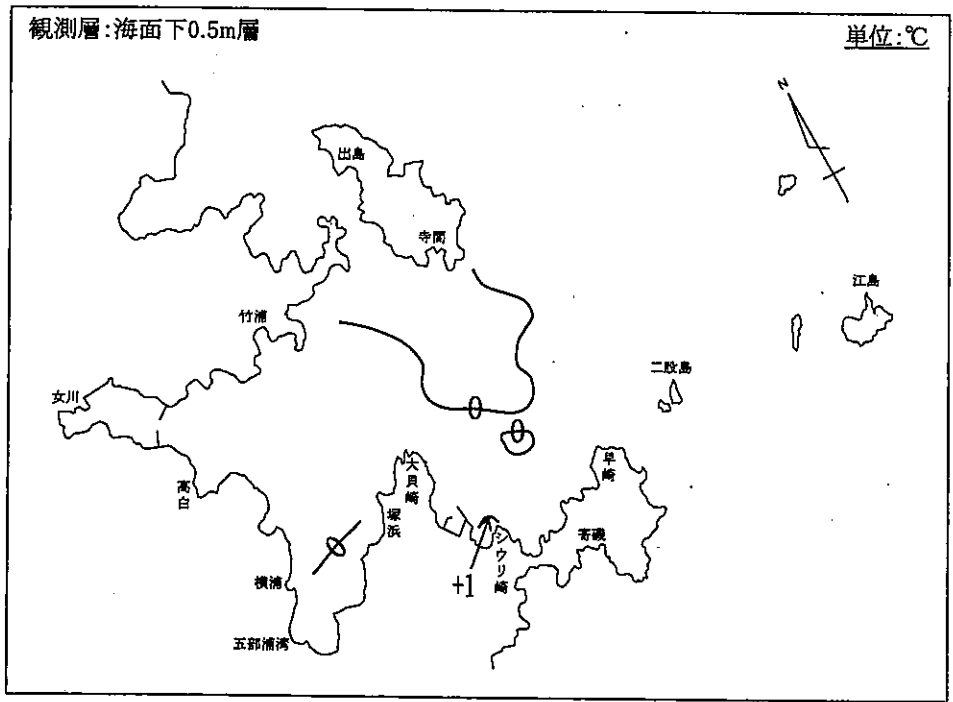 観測層:海面下0.5m層
単位:℃
N
出島
寺間
江島
竹浦
二股島
女川
0
0
大貝崎
早崎
高白
塚浜
寄磯
シウリ崎
0
横浦
+1
五部浦湾